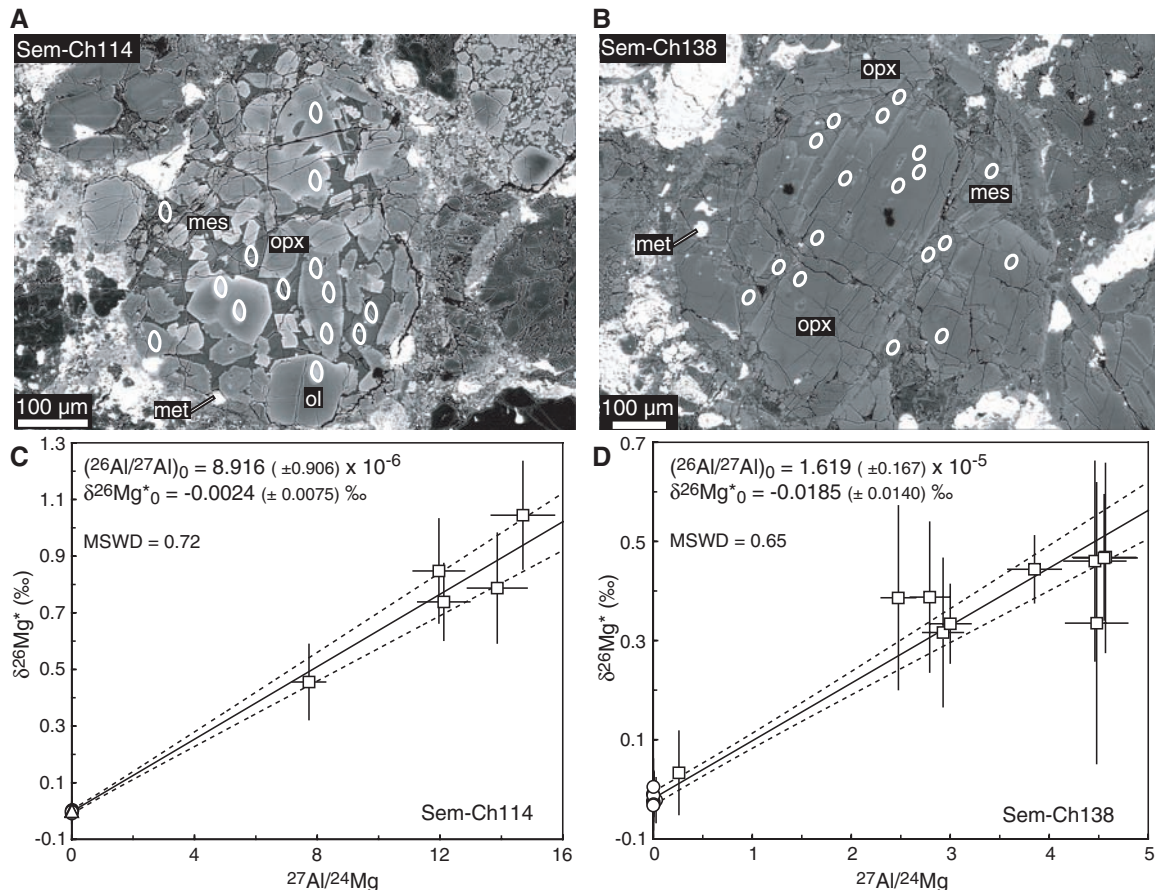 A
Sem-Ch114
mes
opx
met
ol
100 µm
B
Sem-Ch138
opx
mes
met
opx
100 µm
C
(²⁶Al/²⁷Al)₀ = 8.916 (±0.906) x 10⁻⁶
δ²⁶Mg*₀ = -0.0024 (± 0.0075) ‰
MSWD = 0.72
1.3
1.1
0.9
0.7
0.5
0.3
0.1
-0.1
δ²⁶Mg* (‰)
Sem-Ch114
0 4 8 12 16
²⁷Al/²⁴Mg
D
(²⁶Al/²⁷Al)₀ = 1.619 (±0.167) x 10⁻⁵
δ²⁶Mg*₀ = -0.0185 (± 0.0140) ‰
MSWD = 0.65
0.7
0.5
0.3
0.1
-0.1
δ²⁶Mg* (‰)
Sem-Ch138
0 1 2 3 4 5
²⁷Al/²⁴Mg